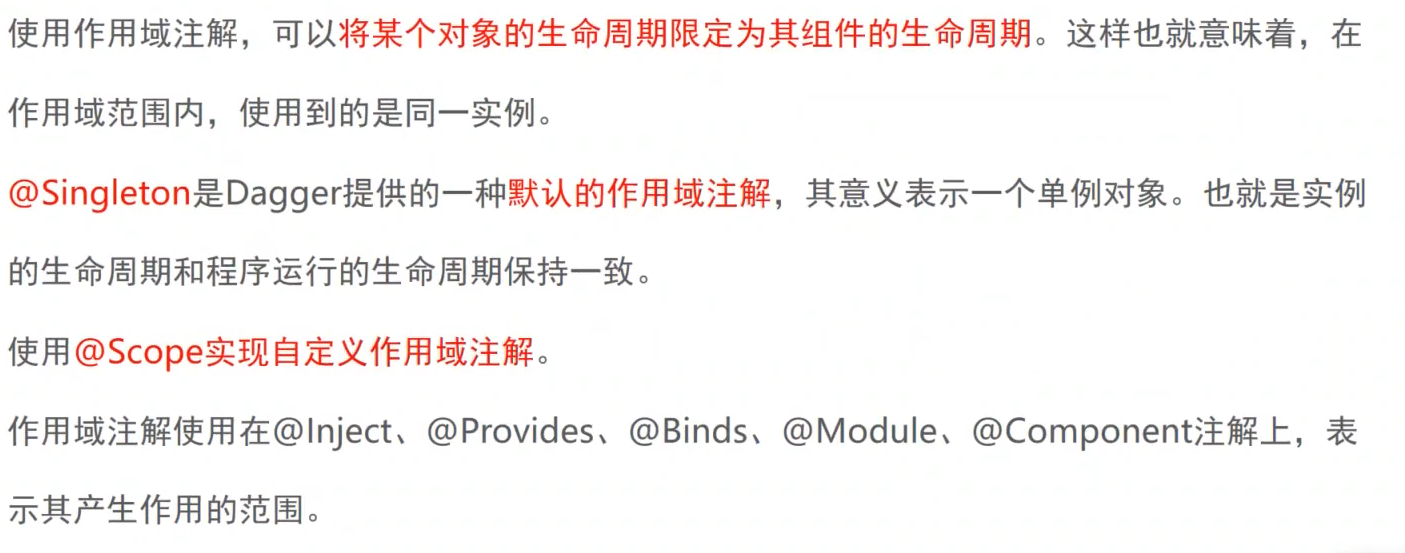 使用作用域注解，可以将某个对象的生命周期限定为其组件的生命周期。这样也就意味着，在
作用域范围内，使用到的是同一实例。
@Singleton是Dagger提供的一种默认的作用域注解，其意义表示一个单例对象。也就是实例
的生命周期和程序运行的生命周期保持一致。
使用@Scope实现自定义作用域注解。
作用域注解使用在@Inject、@Provides、@Binds、@Module、@Component注解上，表
示其产生作用的范围。